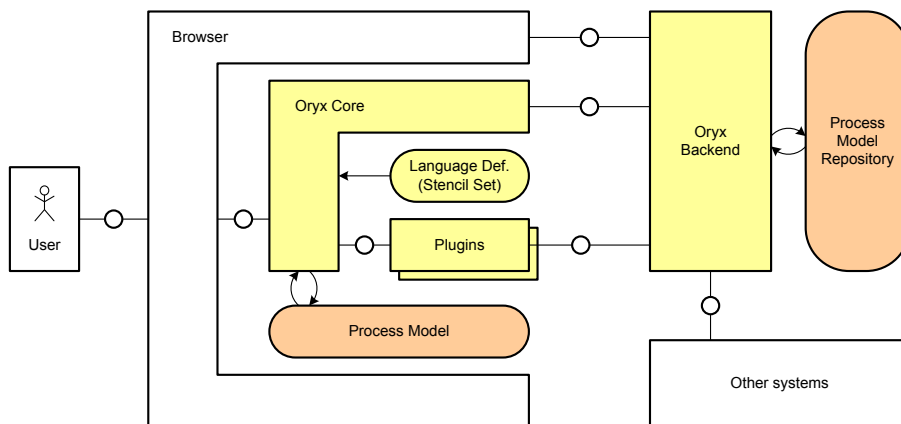 Browser
Oryx Core
Language Def.
(Stencil Set)
Oryx
Backend
Process
Model
Repository
User
Plugins
Process Model
Other systems